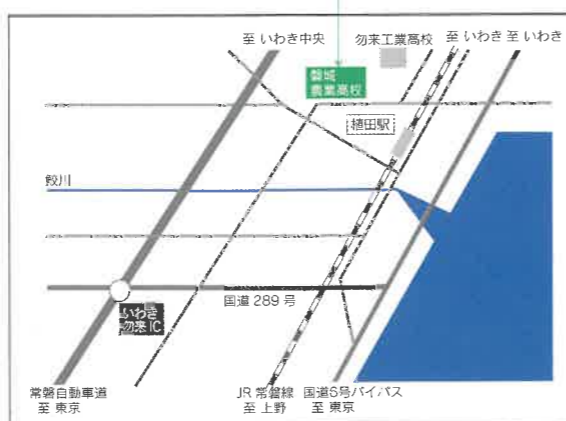 至 いわき中央
勿来工業高校
至 いわき
至 いわき
磐城
農業高校
植田駅
鮫川
国道 289 号
いわき
勿来 IC
常磐自動車道
至 東京
JR 常磐線
至 上野
国道6号バイパス
至 東京